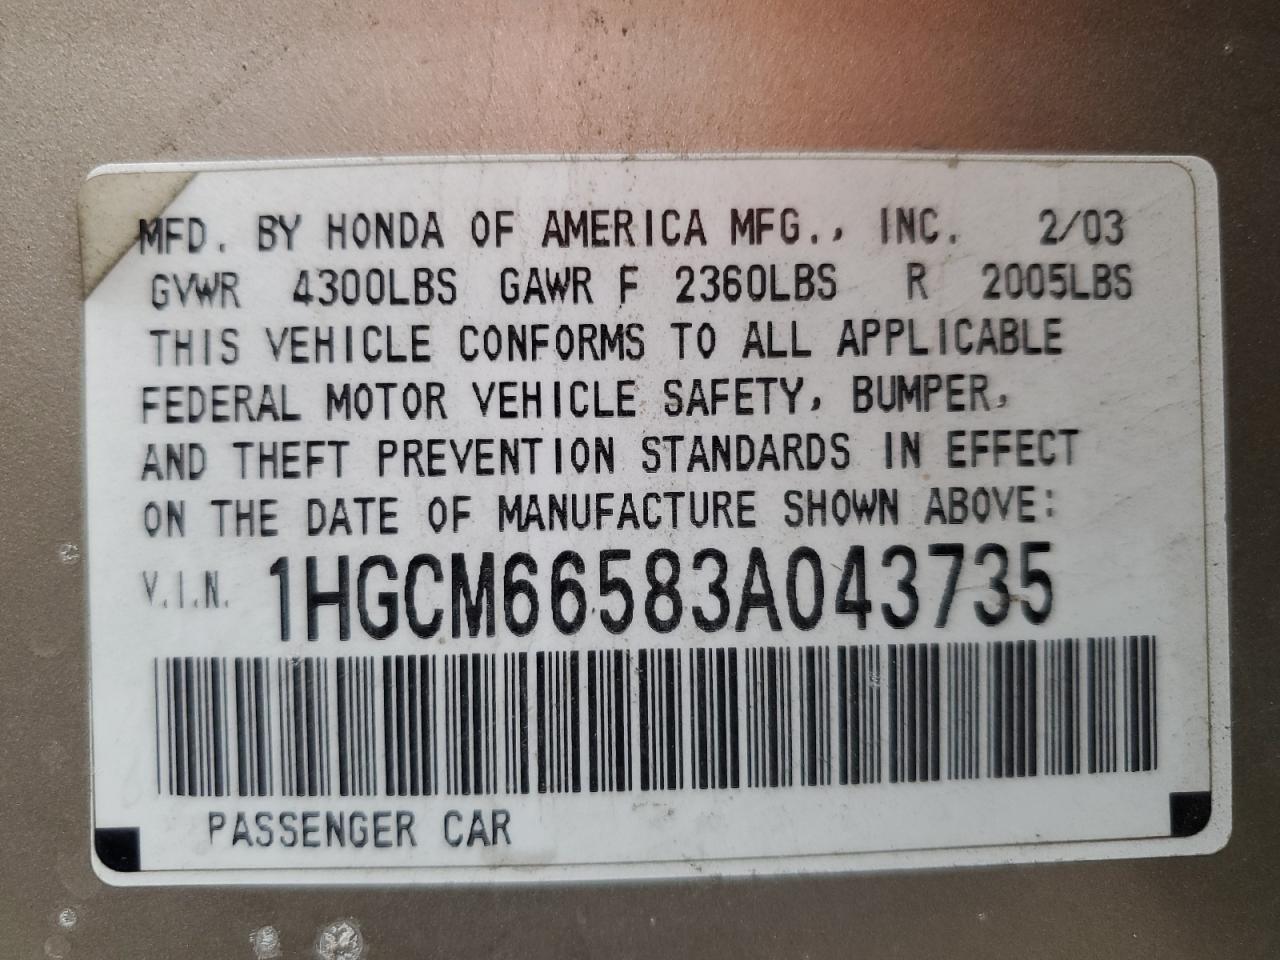 MFD. BY HONDA OF AMERICA MFG., INC. 2/03
GVWR 4300LBS GAWR F 2360LBS R 2005LBS
THIS VEHICLE CONFORMS TO ALL APPLICABLE
FEDERAL MOTOR VEHICLE SAFETY, BUMPER,
AND THEFT PREVENTION STANDARDS IN EFFECT
ON THE DATE OF MANUFACTURE SHOWN ABOVE:
V.I.N. 1HGCM66583A043735
PASSENGER CAR